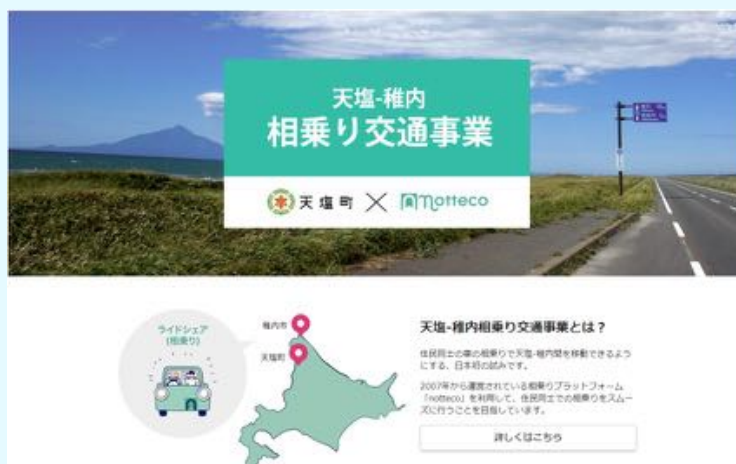 天塩-稚内
相乗り交通事業
天塩町
notteco
ライドシェア
(相乗り)
稚内市
天塩町
天塩-稚内相乗り交通事業とは？
住民同士の車の相乗りで天塩-稚内間を移動できるよう
にする、日本初の試みです。
2007年から運営されている相乗りプラットフォーム
「notteco」を利用して、住民同士での相乗りをスムー
ズに行うことを目指しています。
詳しくはこちら